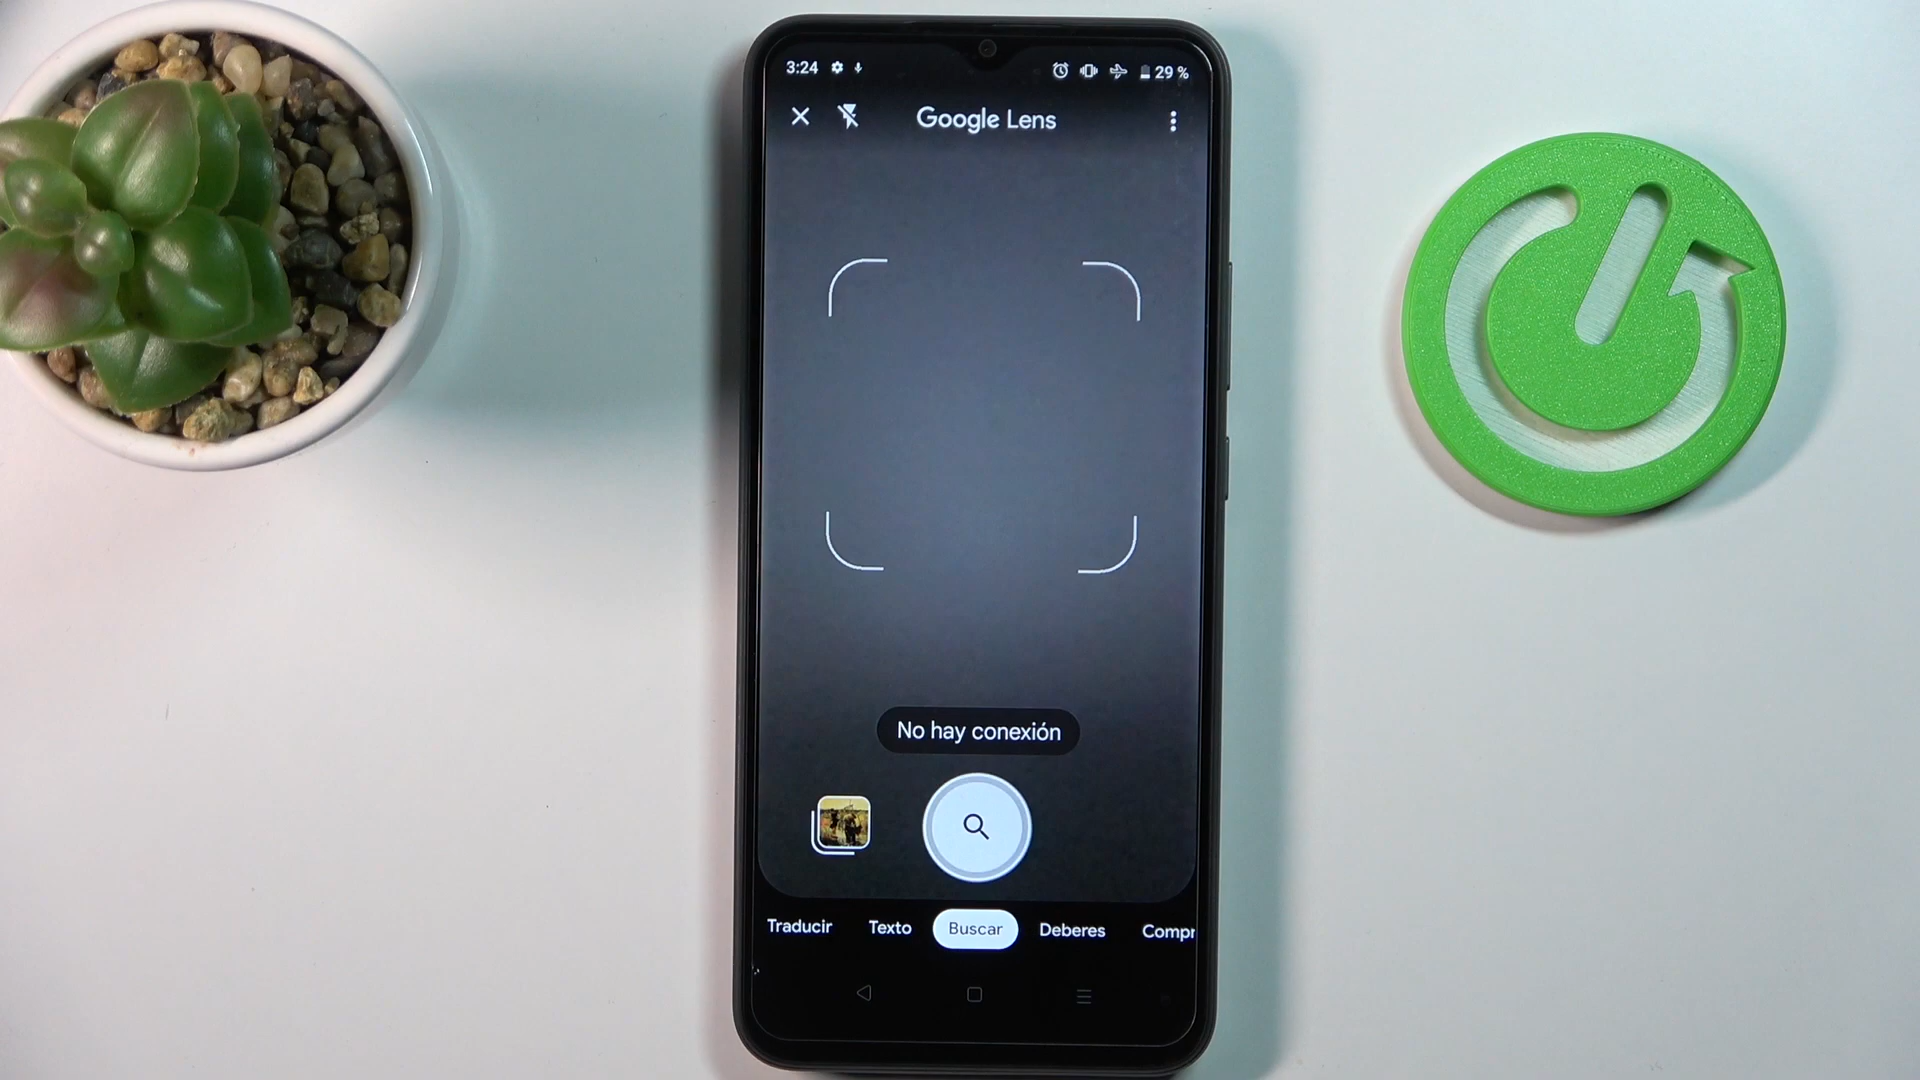 3:24 29 %
Google Lens
No hay conexión
Traducir Texto Buscar Deberes Compr